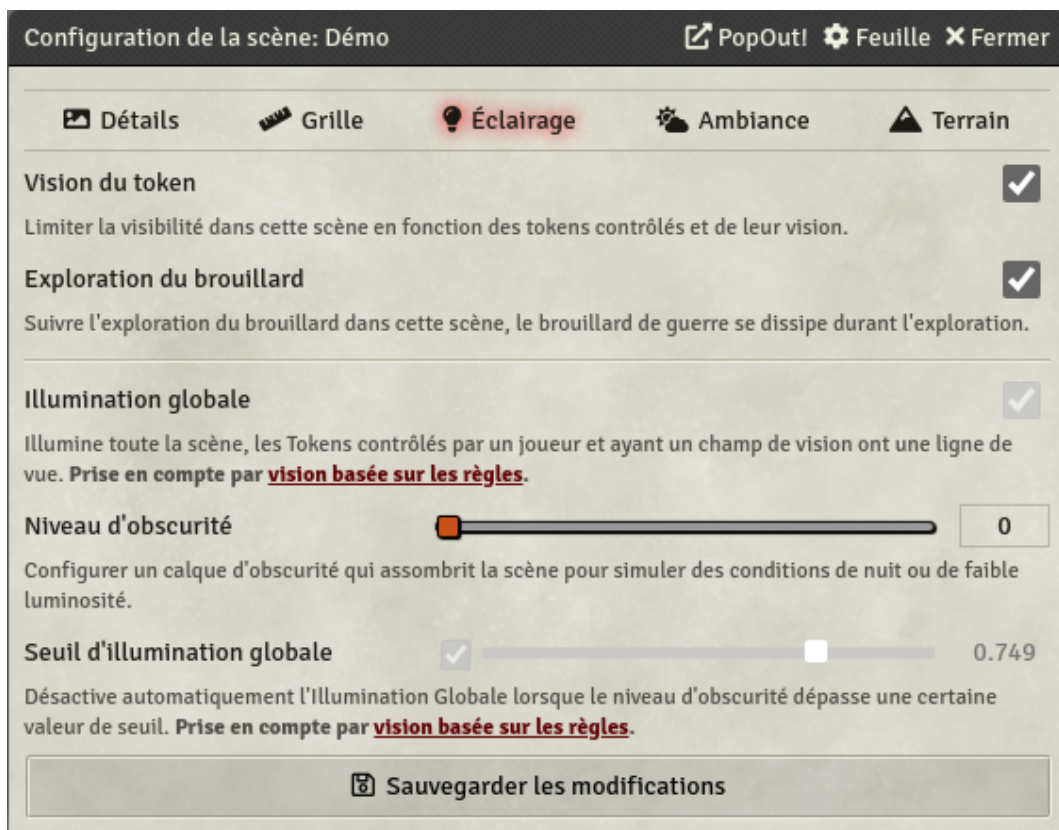 Configuration de la scène: Démo PopOut! Feuille Fermer
Détails Grille Éclairage Ambiance Terrain
Vision du token
Limiter la visibilité dans cette scène en fonction des tokens contrôlés et de leur vision.
Exploration du brouillard
Suivre l'exploration du brouillard dans cette scène, le brouillard de guerre se dissipe durant l'exploration.
Illumination globale
Illumine toute la scène, les Tokens contrôlés par un joueur et ayant un champ de vision ont une ligne de
vue. Prise en compte par vision basée sur les règles.
Niveau d'obscurité 0
Configurer un calque d'obscurité qui assombrit la scène pour simuler des conditions de nuit ou de faible
luminosité.
Seuil d'illumination globale 0.749
Désactive automatiquement l'Illumination Globale lorsque le niveau d'obscurité dépasse une certaine
valeur de seuil. Prise en compte par vision basée sur les règles.
Sauvegarder les modifications